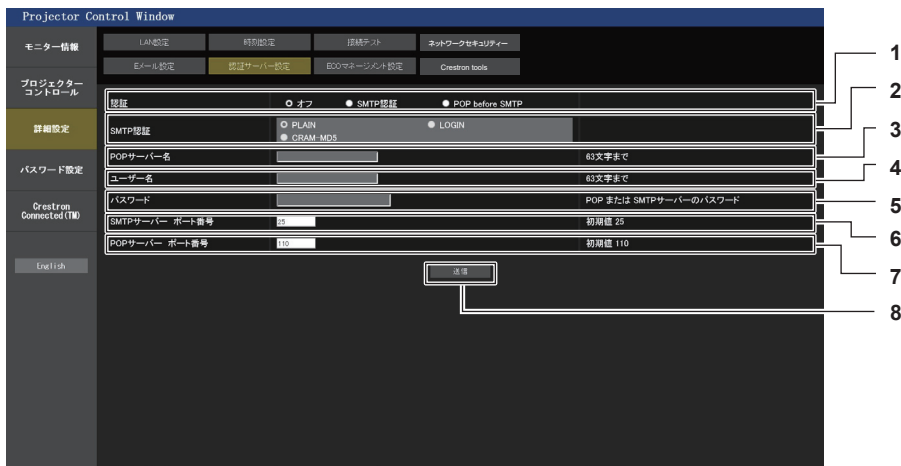 Projector Control Window
モニター情報
プロジェクター
コントロール
詳細設定
パスワード設定
Crestron
Connected(TM)
English
LAN設定 時刻設定 接続テスト ネットワークセキュリティー
Eメール設定 認証サーバー設定 ECOマネージメント設定 Crestron tools
認証 オフ SMTP認証 POP before SMTP
SMTP認証 PLAIN LOGIN
CRAM-MD5
POPサーバー名 63文字まで
ユーザー名 63文字まで
パスワード POP または SMTPサーバーのパスワード
SMTPサーバー ポート番号 25 初期値 25
POPサーバー ポート番号 110 初期値 110
送信
1
2
3
4
5
6
7
8